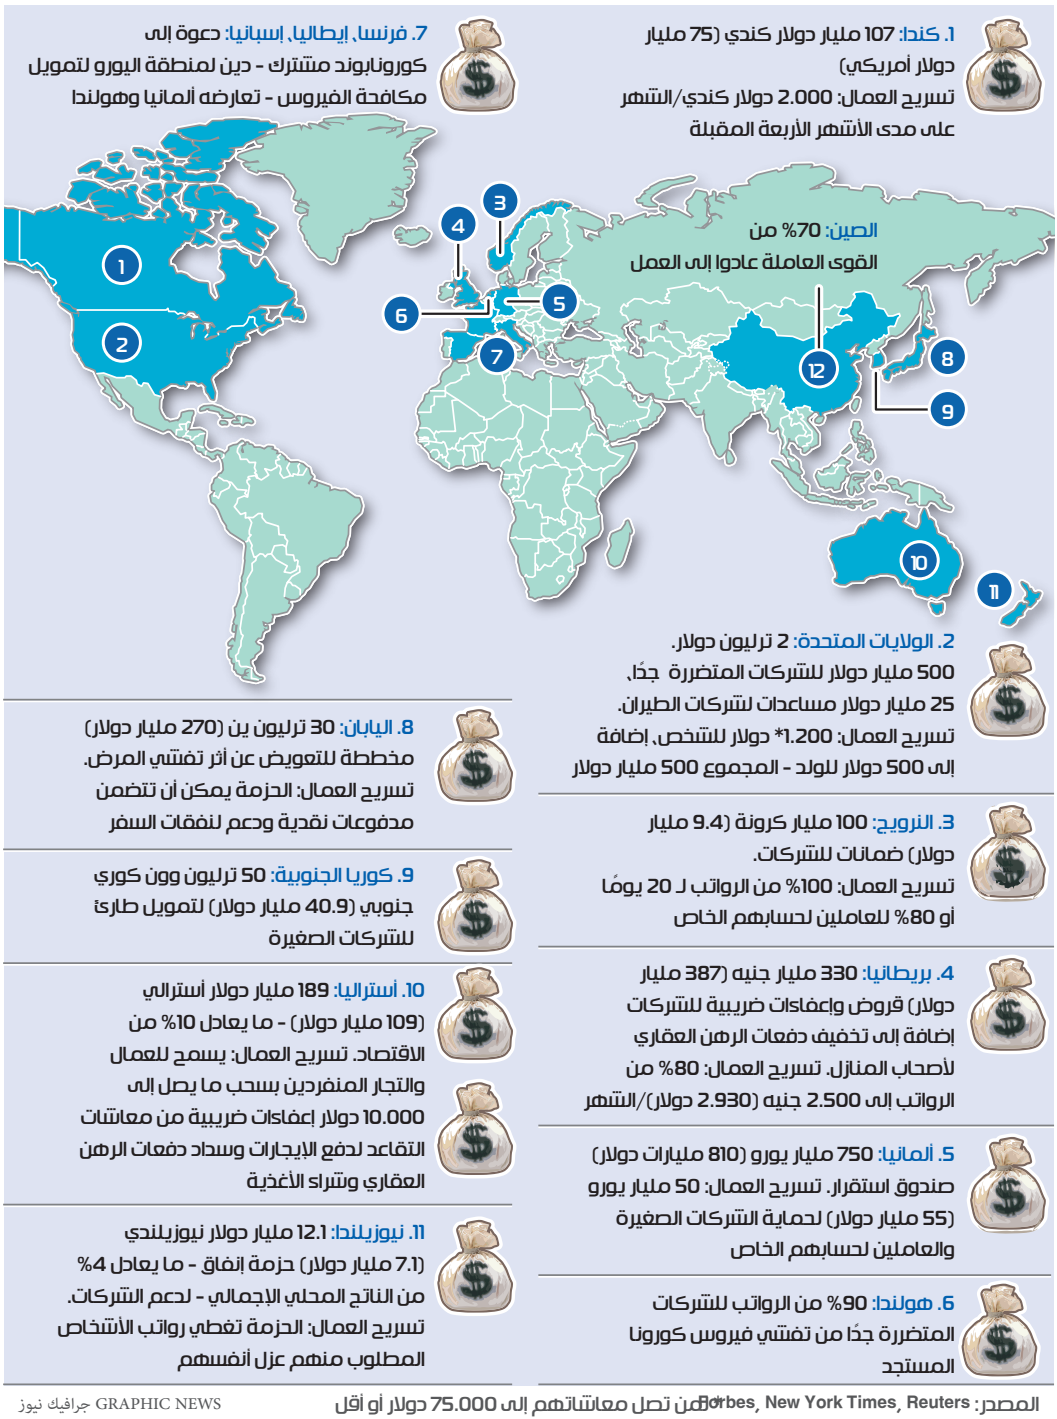 1. كندا: 107 مليار دولار كندي (75 مليار
دولار أمريكي)
تسريح العمال: 2.000 دولار كندي/الشهر
على مدى الأشهر الأربعة المقبلة
7. فرنسا، إيطاليا، إسبانيا: دعوة إلى
كورونابوند مشترك - دين لمنطقة اليورو لتمويل
مكافحة الفيروس - تعارضه ألمانيا وهولندا
الصين: 70% من
القوى العاملة عادوا إلى العمل
1
2
3
4
5
6
7
8
9
10
11
12
2. الولايات المتحدة: 2 ترليون دولار.
500 مليار دولار للشركات المتضررة جدًا،
25 مليار دولار مساعدات لشركات الطيران.
تسريح العمال: 1.200* دولار للشخص، إضافة
إلى 500 دولار للولد - المجموع 500 مليار دولار
3. النرويج: 100 مليار كرونة (9.4 مليار
دولار) ضمانات للشركات.
تسريح العمال: 100% من الرواتب لـ 20 يومًا
أو 80% للعاملين لحسابهم الخاص
4. بريطانيا: 330 مليار جنيه (387 مليار
دولار) قروض وإعفاءات ضريبية للشركات
إضافة إلى تخفيف دفعات الرهن العقاري
لأصحاب المنازل. تسريح العمال: 80% من
الرواتب إلى 2.500 جنيه (2.930 دولار)/الشهر
5. ألمانيا: 750 مليار يورو (810 مليارات دولار)
صندوق استقرار. تسريح العمال: 50 مليار يورو
(55 مليار دولار) لحماية الشركات الصغيرة
والعاملين لحسابهم الخاص
6. هولندا: 90% من الرواتب للشركات
المتضررة جدًا من تفشي فيروس كورونا
المستجد
8. اليابان: 30 ترليون ين (270 مليار دولار)
مخططة للتعويض عن أثر تفشي المرض.
تسريح العمال: الحزمة يمكن أن تتضمن
مدفوعات نقدية ودعم لنفقات السفر
9. كوريا الجنوبية: 50 ترليون وون كوري
جنوبي (40.9 مليار دولار) لتمويل طارئ
للشركات الصغيرة
10. أستراليا: 189 مليار دولار أسترالي
(109 مليار دولار) - ما يعادل 10% من
الاقتصاد. تسريح العمال: يسمح للعمال
والتجار المنفردين بسحب ما يصل إلى
10.000 دولار إعفاءات ضريبية من معاشات
التقاعد لدفع الإيجارات وسداد دفعات الرهن
العقاري وشراء الأغذية
11. نيوزيلندا: 12.1 مليار دولار نيوزيلندي
(7.1 مليار دولار) حزمة إنفاق - ما يعادل 4%
من الناتج المحلي الإجمالي - لدعم الشركات.
تسريح العمال: الحزمة تغطي رواتب الأشخاص
المطلوب منهم عزل أنفسهم
المصدر: Forbes, New York Times, Reuters
*لمن تصل معاشاتهم إلى 75.000 دولار أو أقل
GRAPHIC NEWS جرافيك نيوز